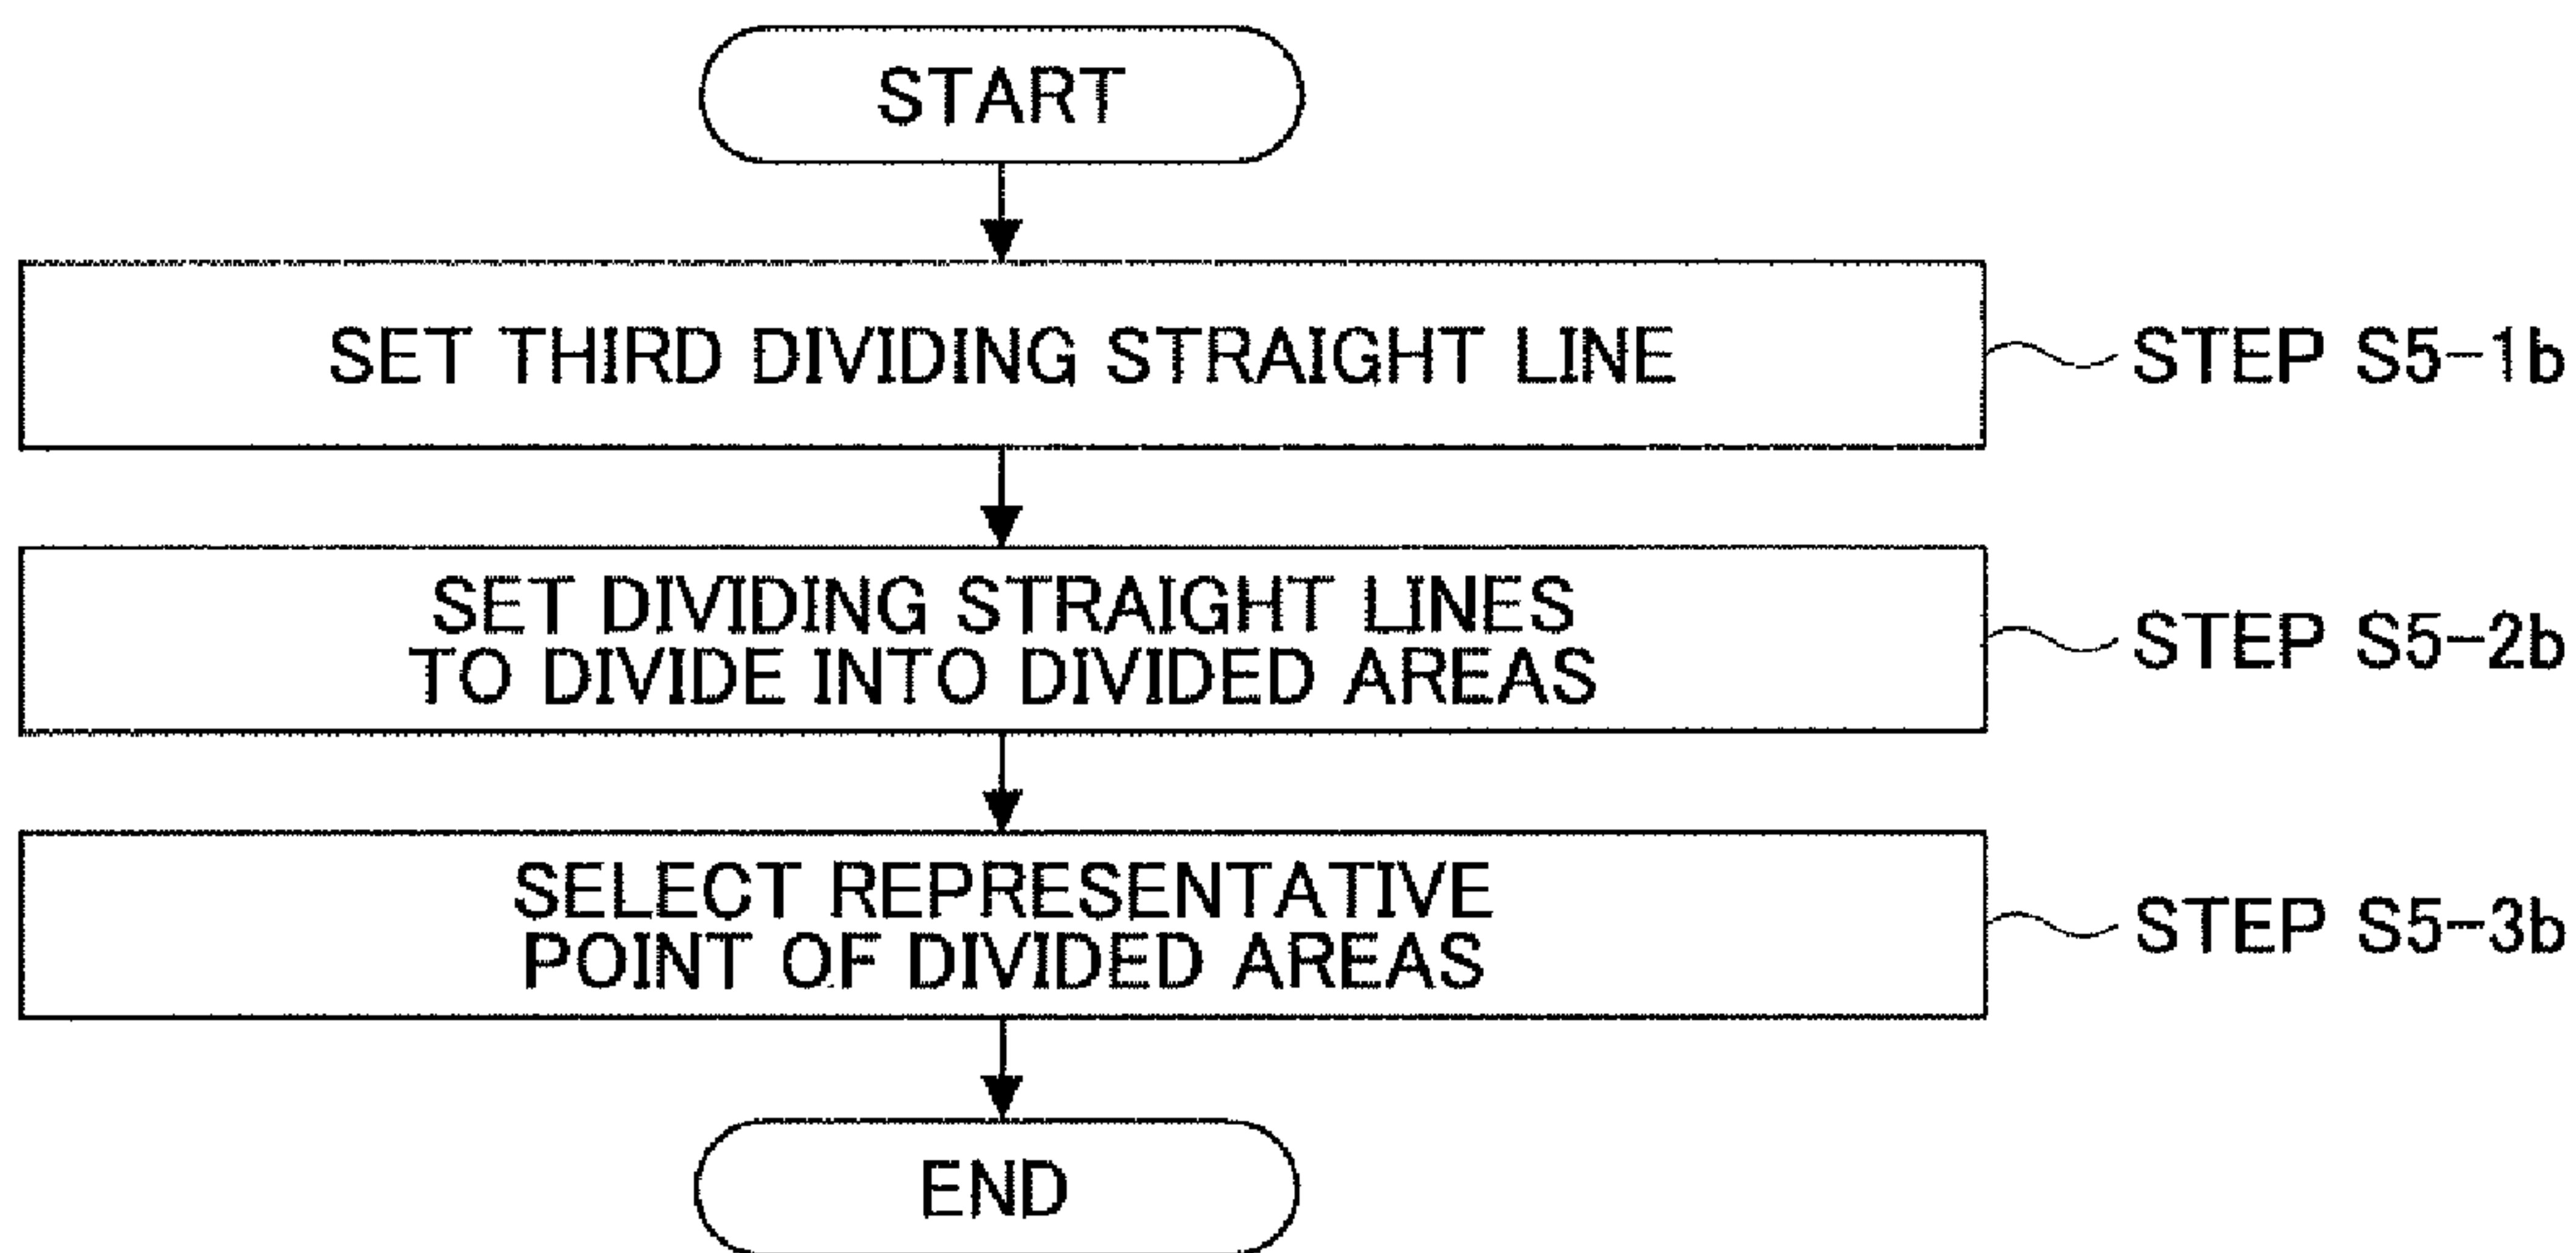 START
SET THIRD DIVIDING STRAIGHT LINE
STEP S5-1b
SET DIVIDING STRAIGHT LINES
TO DIVIDE INTO DIVIDED AREAS
STEP S5-2b
SELECT REPRESENTATIVE
POINT OF DIVIDED AREAS
STEP S5-3b
END